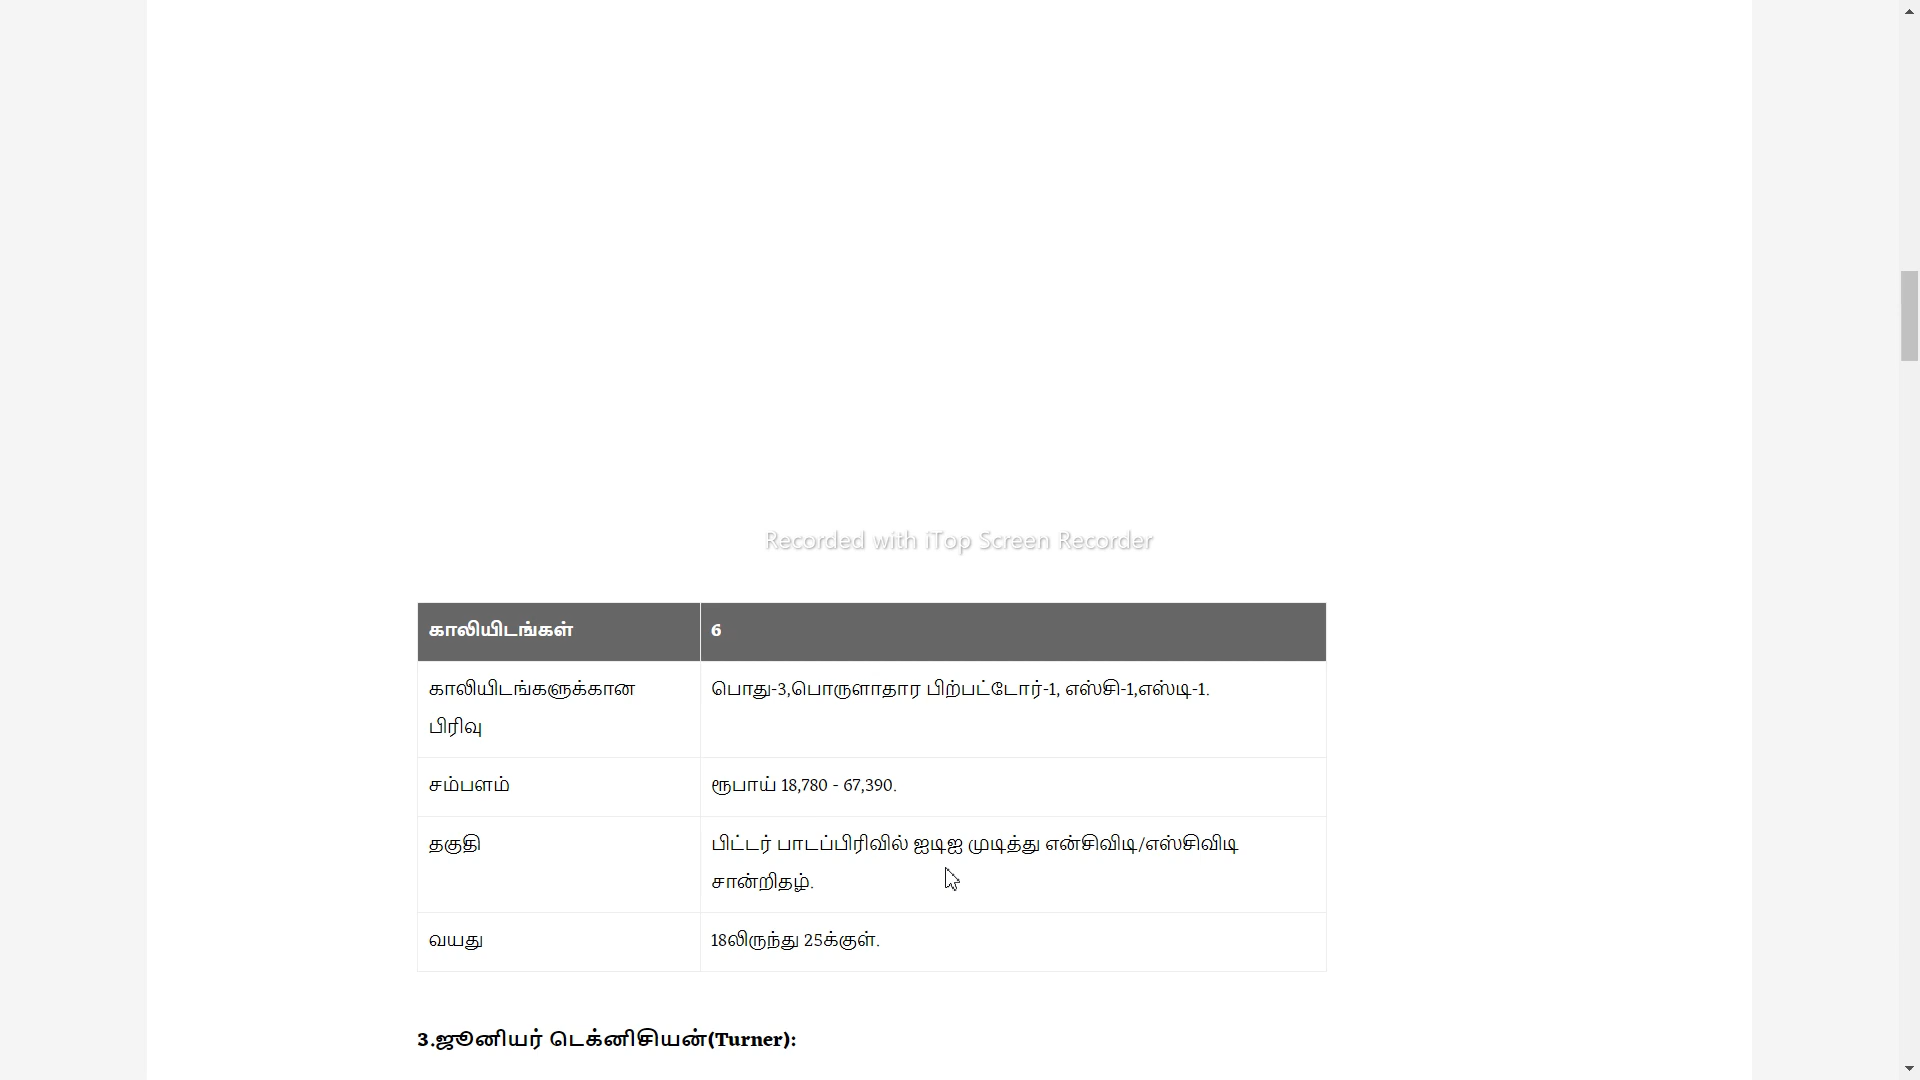 Recorded with iTop Screen Recorder
காலியிடங்கள் 6
காலியிடங்களுக்கான பொது-3,பொருளாதார பிற்பட்டோர்-1, எஸ்சி-1,எஸ்டி-1.
பிரிவு
சம்பளம் ரூபாய் 18,780 - 67,390.
தகுதி பிட்டர் பாடப்பிரிவில் ஐடிஐ முடித்து என்சிவிடி/எஸ்சிவிடி
சான்றிதழ்.
வயது 18லிருந்து 25க்குள்.
3.ஜூனியர் டெக்னிசியன்(Turner):